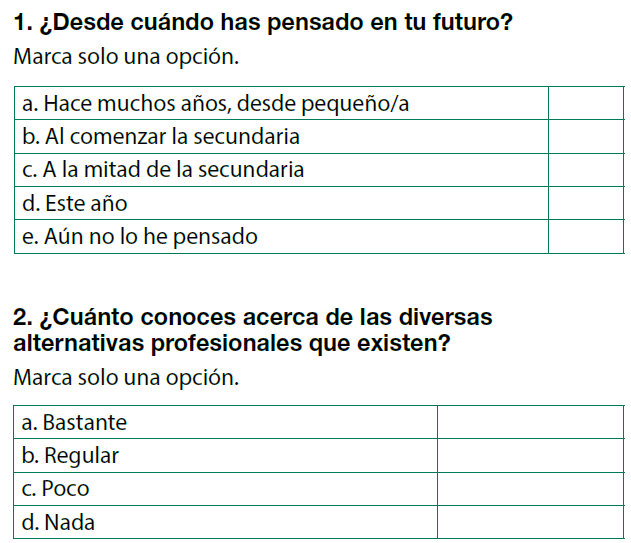 1. ¿Desde cuándo has pensado en tu futuro?
Marca solo una opción.
a. Hace muchos años, desde pequeño/a
b. Al comenzar la secundaria
c. A la mitad de la secundaria
d. Este año
e. Aún no lo he pensado
2. ¿Cuánto conoces acerca de las diversas
alternativas profesionales que existen?
Marca solo una opción.
a. Bastante
b. Regular
c. Poco
d. Nada